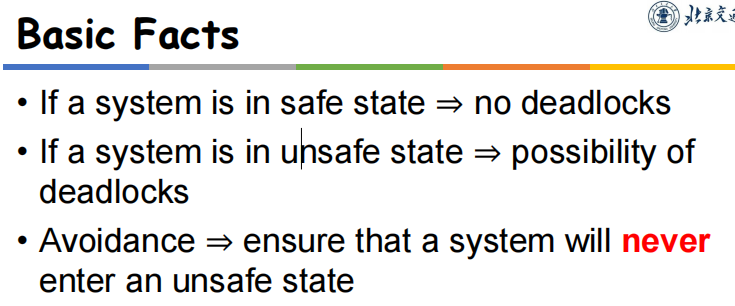 Basic Facts
北京交通
• If a system is in safe state ⇒ no deadlocks
• If a system is in unsafe state ⇒ possibility of
deadlocks
• Avoidance ⇒ ensure that a system will never
enter an unsafe state